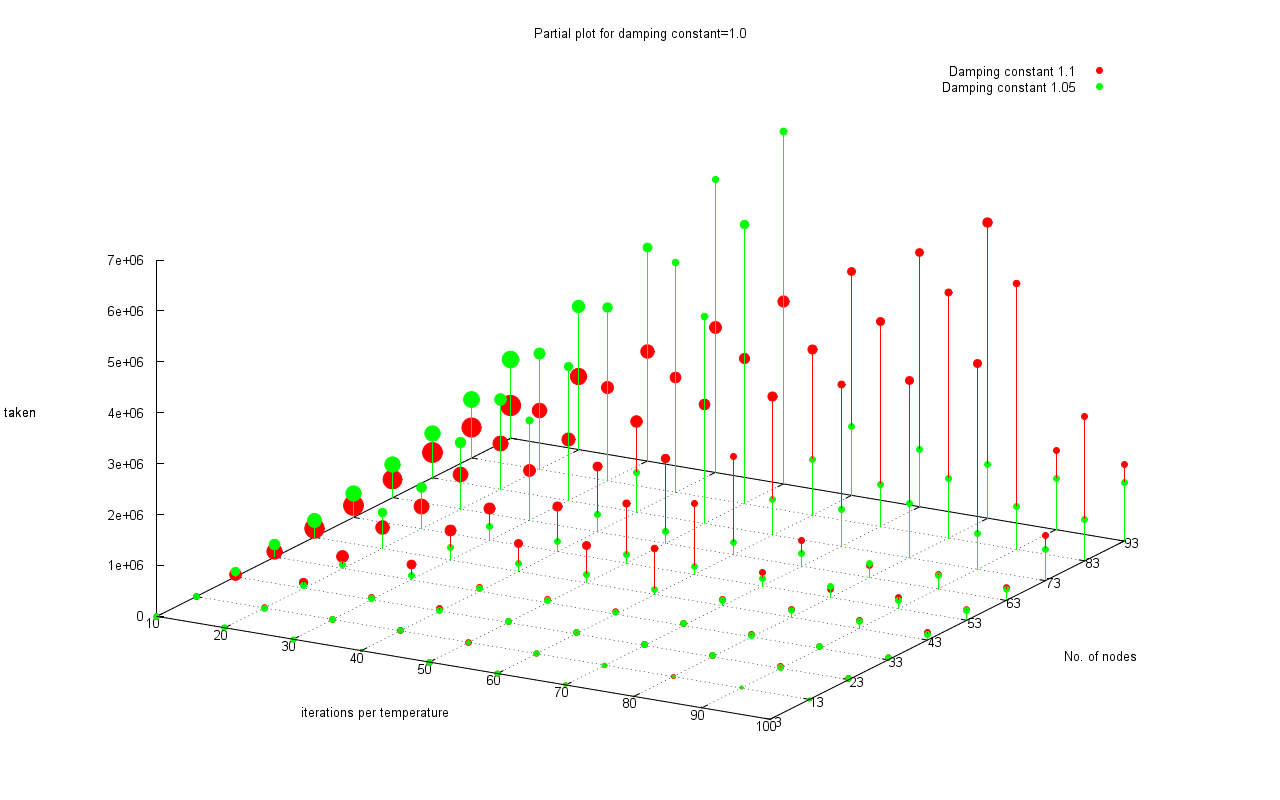 Partial plot for damping constant=1.0
Damping constant 1.1
Damping constant 1.05
7e+06
6e+06
5e+06
4e+06
taken
3e+06
2e+06
1e+06
0
10
20
30
40
50
60
70
80
90
100
3
13
23
33
43
53
63
73
83
93
No. of nodes
iterations per temperature